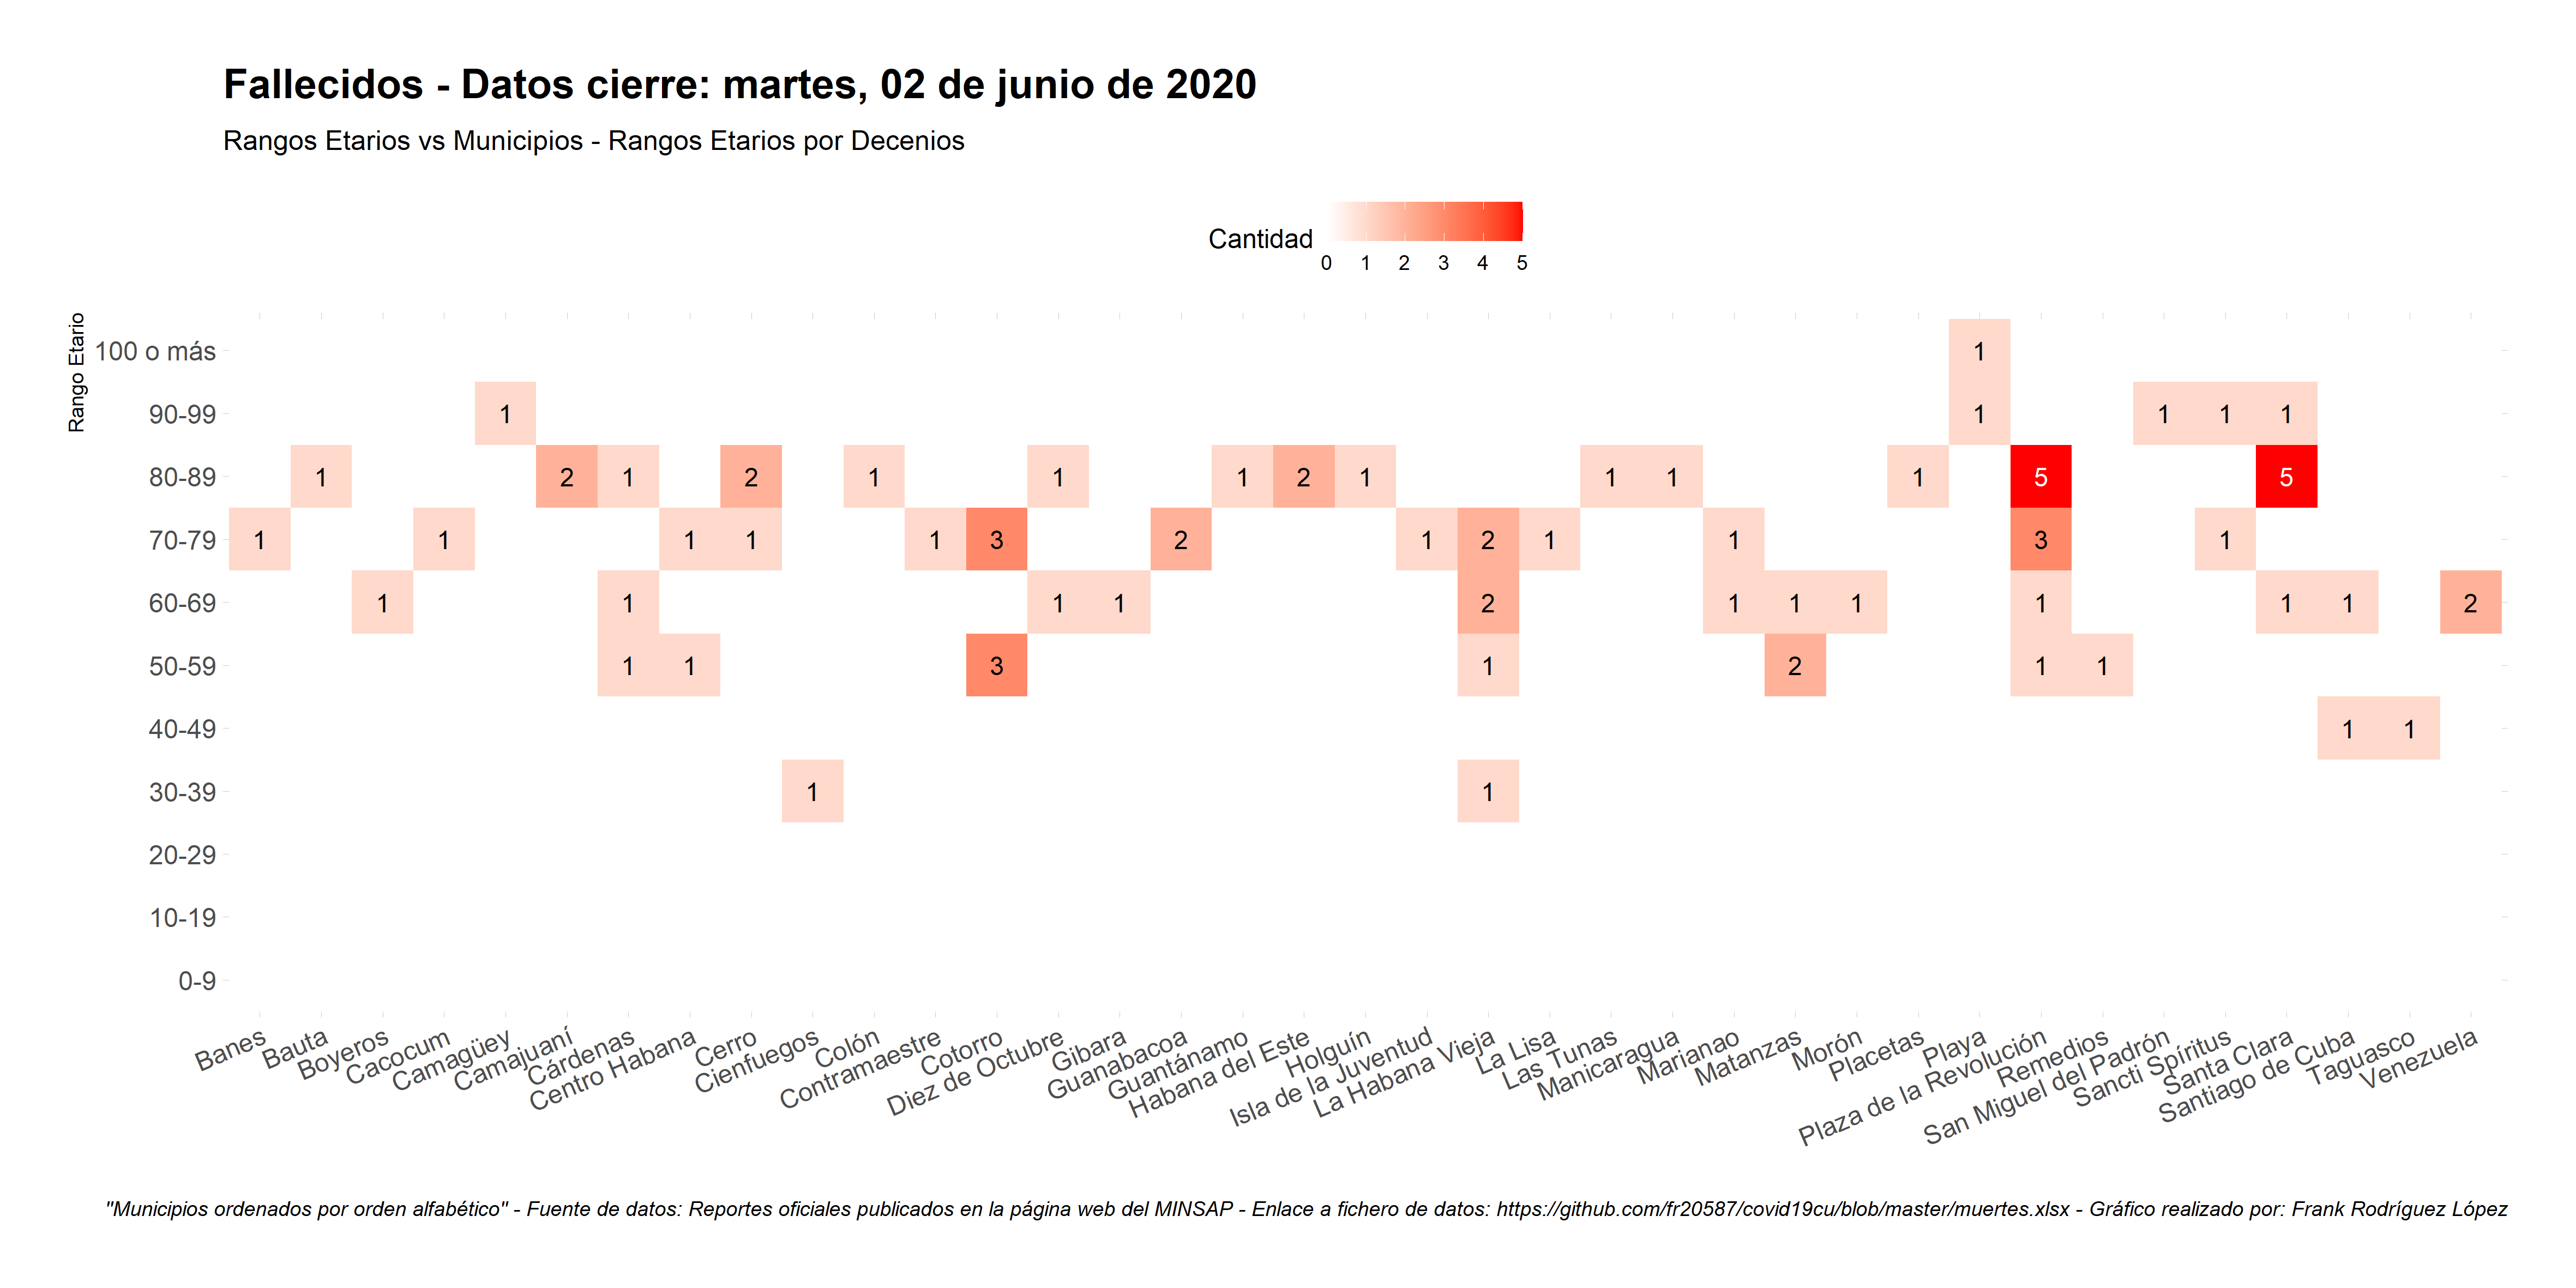 Fallecidos - Datos cierre: martes, 02 de junio de 2020
Rangos Etarios vs Municipios - Rangos Etarios por Decenios
Cantidad
0 1 2 3 4 5
Rango Etario
100 o más 1
90-99 1 1 1 1 1
80-89 1 2 1 2 1 1 1 2 1 1 1 1 5 5
70-79 1 1 1 1 1 3 2 1 2 1 1 3 1
60-69 1 1 1 1 2 1 1 1 1 1 1 2
50-59 1 1 3 1 2 1 1
40-49 1 1
30-39 1 1
20-29
10-19
0-9
Banes Bauta Boyeros Cacocum Camagüey Camajuaní Cárdenas Centro Habana Cerro Cienfuegos Colón Contramaestre Cotorro Diez de Octubre Gibara Guanabacoa Guantánamo Habana del Este Holguín Isla de la Juventud La Habana Vieja La Lisa Las Tunas Manicaragua Marianao Matanzas Morón Placetas Playa Plaza de la Revolución Remedios San Miguel del Padrón Sancti Spíritus Santa Clara Santiago de Cuba Taguasco Venezuela
"Municipios ordenados por orden alfabético" - Fuente de datos: Reportes oficiales publicados en la página web del MINSAP - Enlace a fichero de datos: https://github.com/fr20587/covid19cu/blob/master/muertes.xlsx - Gráfico realizado por: Frank Rodríguez López